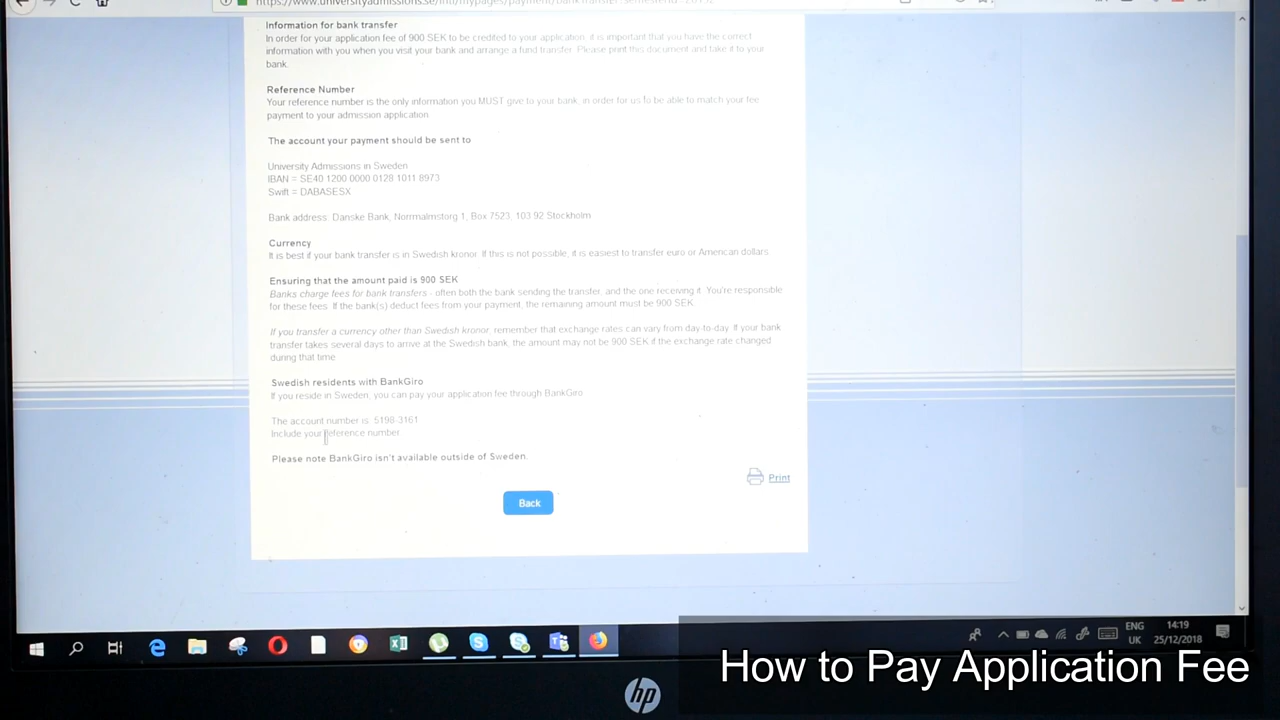 Information for bank transfer
In order for your application fee of 900 SEK to be credited to your application, it is important that you have the correct
information with you when you visit your bank and arrange a fund transfer. Please print this document and take it to your
bank.
Reference Number
Your reference number is the only information you MUST give to your bank, in order for us to be able to match your fee
payment to your admission application.
The account your payment should be sent to
University Admissions in Sweden
IBAN = SE40 1200 0000 0128 1011 8973
Swift = DABASESX
Bank address: Danske Bank, Norrmalmstorg 1, Box 7523, 103 92 Stockholm
Currency
It is best if your bank transfer is in Swedish kronor. If this is not possible, it is easiest to transfer euro or American dollars.
Ensuring that the amount paid is 900 SEK
Banks charge fees for bank transfers - often both the bank sending the transfer, and the one receiving it. You're responsible
for these fees. If the bank(s) deduct fees from your payment, the remaining amount must be 900 SEK.
If you transfer a currency other than Swedish kronor, remember that exchange rates can vary from day-to-day. If your bank
transfer takes several days to arrive at the Swedish bank, the amount may not be 900 SEK if the exchange rate changed
during that time.
Swedish residents with BankGiro
If you reside in Sweden, you can pay your application fee through BankGiro.
The account number is: 5198-3161
Include your reference number.
Please note BankGiro isn't available outside of Sweden.
Print
Back
ENG
UK
14:19
25/12/2018
How to Pay Application Fee
hp